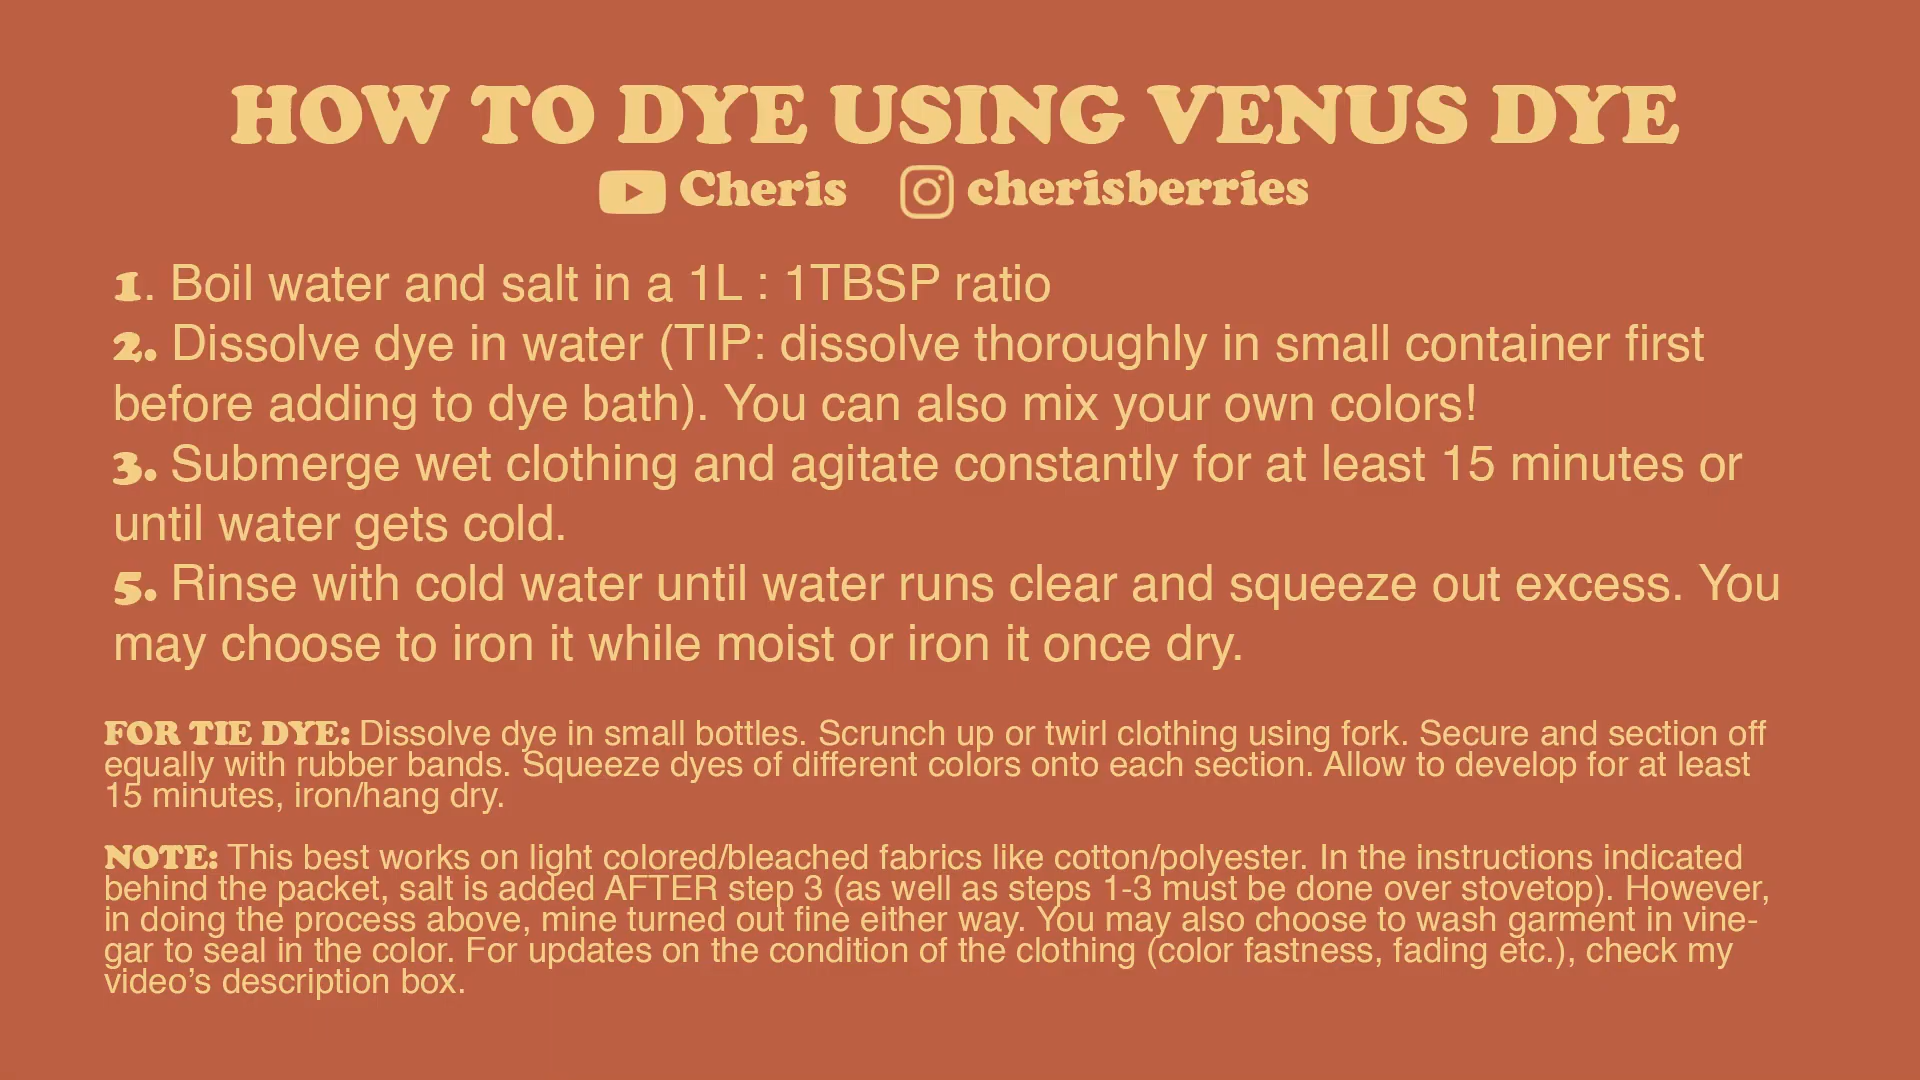 HOW TO DYE USING VENUS DYE
Cheris cherisberries
1. Boil water and salt in a 1L : 1TBSP ratio
2. Dissolve dye in water (TIP: dissolve thoroughly in small container first
before adding to dye bath). You can also mix your own colors!
3. Submerge wet clothing and agitate constantly for at least 15 minutes or
until water gets cold.
5. Rinse with cold water until water runs clear and squeeze out excess. You
may choose to iron it while moist or iron it once dry.
FOR TIE DYE: Dissolve dye in small bottles. Scrunch up or twirl clothing using fork. Secure and section off
equally with rubber bands. Squeeze dyes of different colors onto each section. Allow to develop for at least
15 minutes, iron/hang dry.
NOTE: This best works on light colored/bleached fabrics like cotton/polyester. In the instructions indicated
behind the packet, salt is added AFTER step 3 (as well as steps 1-3 must be done over stovetop). However,
in doing the process above, mine turned out fine either way. You may also choose to wash garment in vine-
gar to seal in the color. For updates on the condition of the clothing (color fastness, fading etc.), check my
video’s description box.